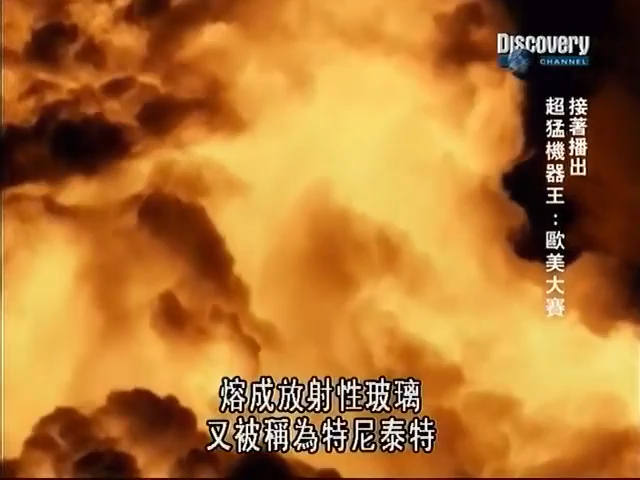 Discovery
CHANNEL
接著播出
超猛機器王：歐美大賽
熔成放射性玻璃
又被稱為特尼泰特